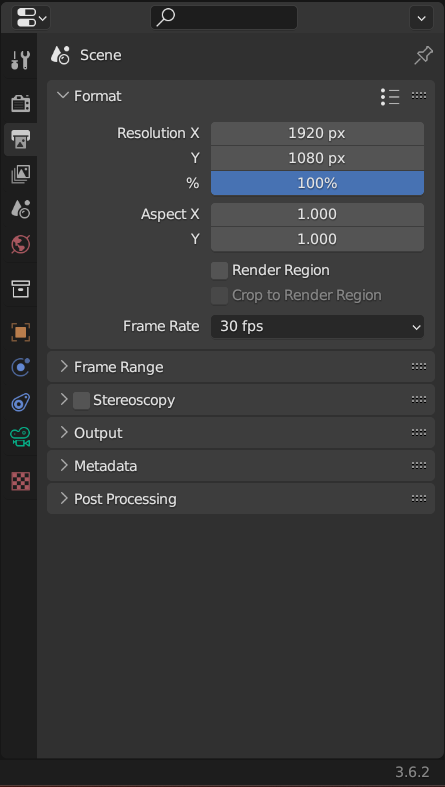 Scene
Format
Resolution X 1920 px
Y 1080 px
% 100%
Aspect X 1.000
Y 1.000
Render Region
Crop to Render Region
Frame Rate 30 fps
Frame Range
Stereoscopy
Output
Metadata
Post Processing
3.6.2